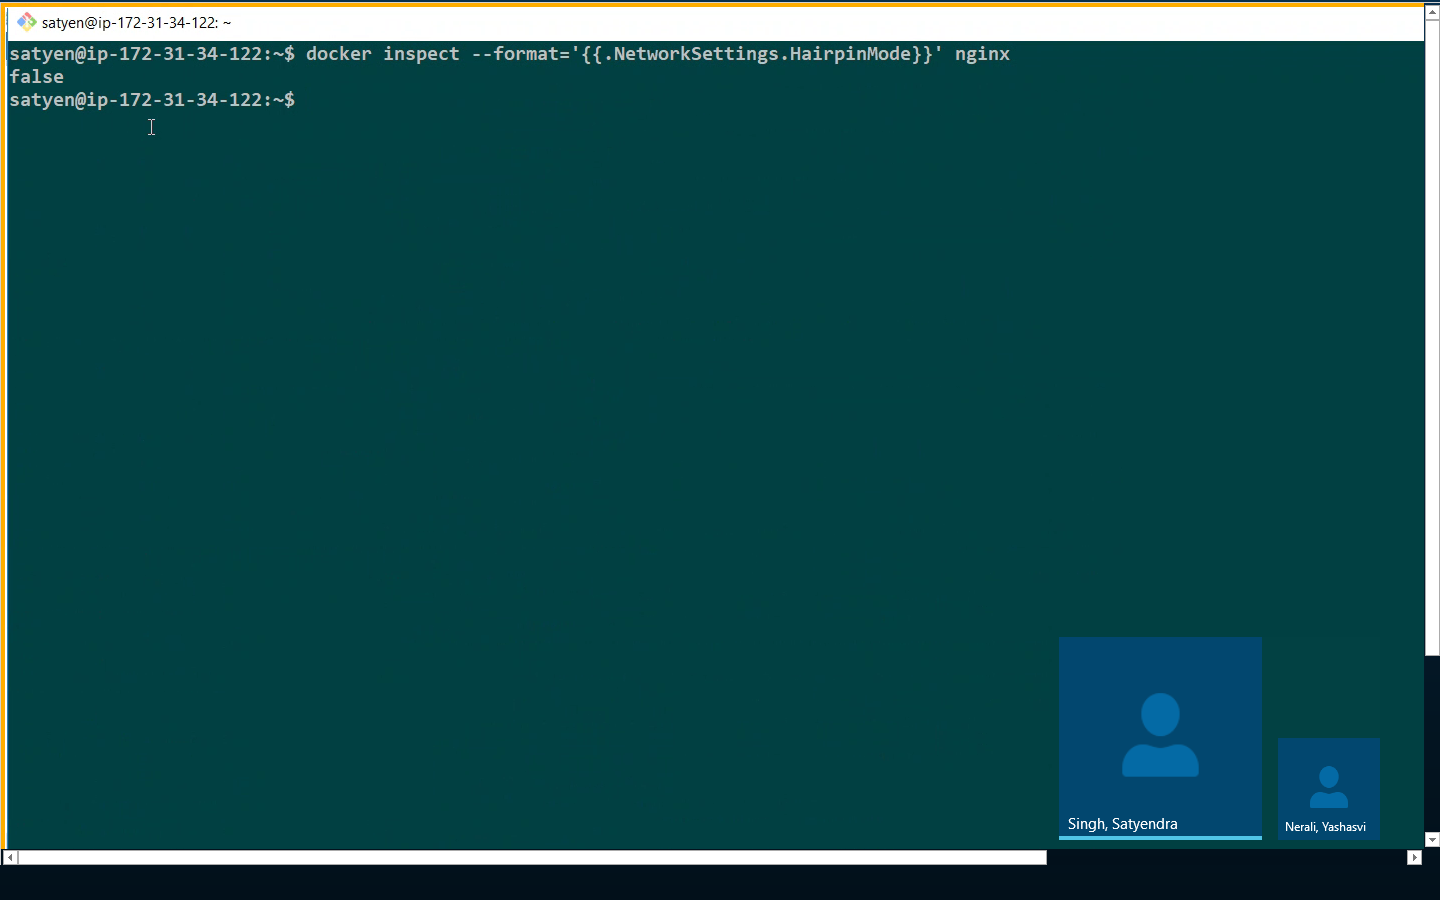 satyen@ip-172-31-34-122: ~
satyen@ip-172-31-34-122:~$ docker inspect --format='{{.NetworkSettings.HairpinMode}}' nginx
false
satyen@ip-172-31-34-122:~$
Singh, Satyendra
Nerali, Yashasvi